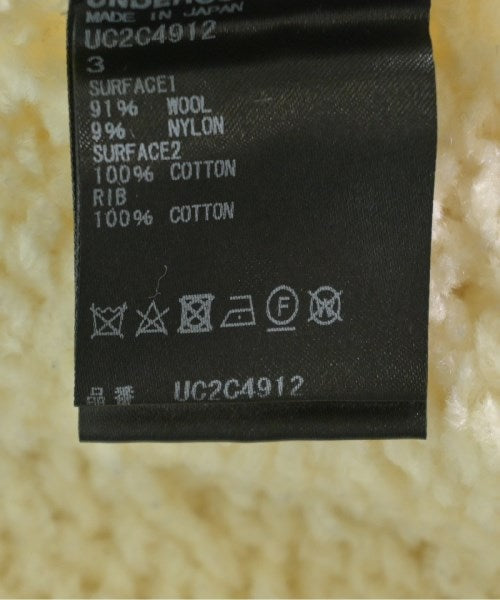 MADE IN JAPAN
UC2C4912
3
SURFACE1
91% WOOL
9% NYLON
SURFACE2
100% COTTON
RIB
100% COTTON
F W
品番 UC2C4912